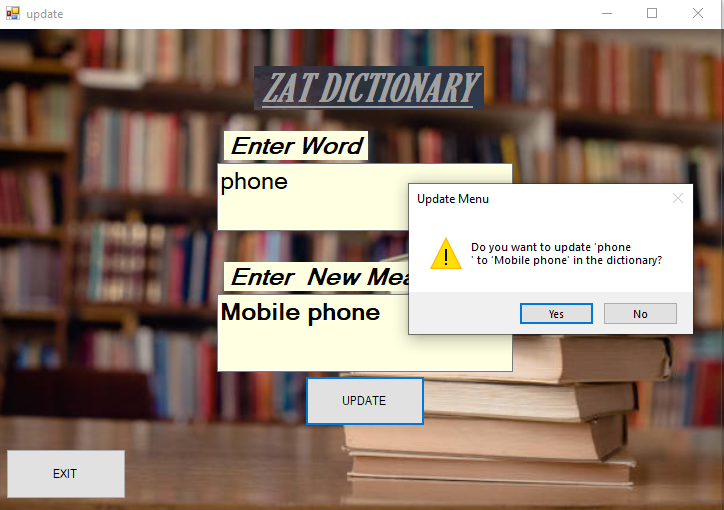 update
ZAT DICTIONARY
Enter Word
phone
Update Menu
Do you want to update 'phone
' to 'Mobile phone' in the dictionary?
Yes
No
Enter New Mea
Mobile phone
UPDATE
EXIT